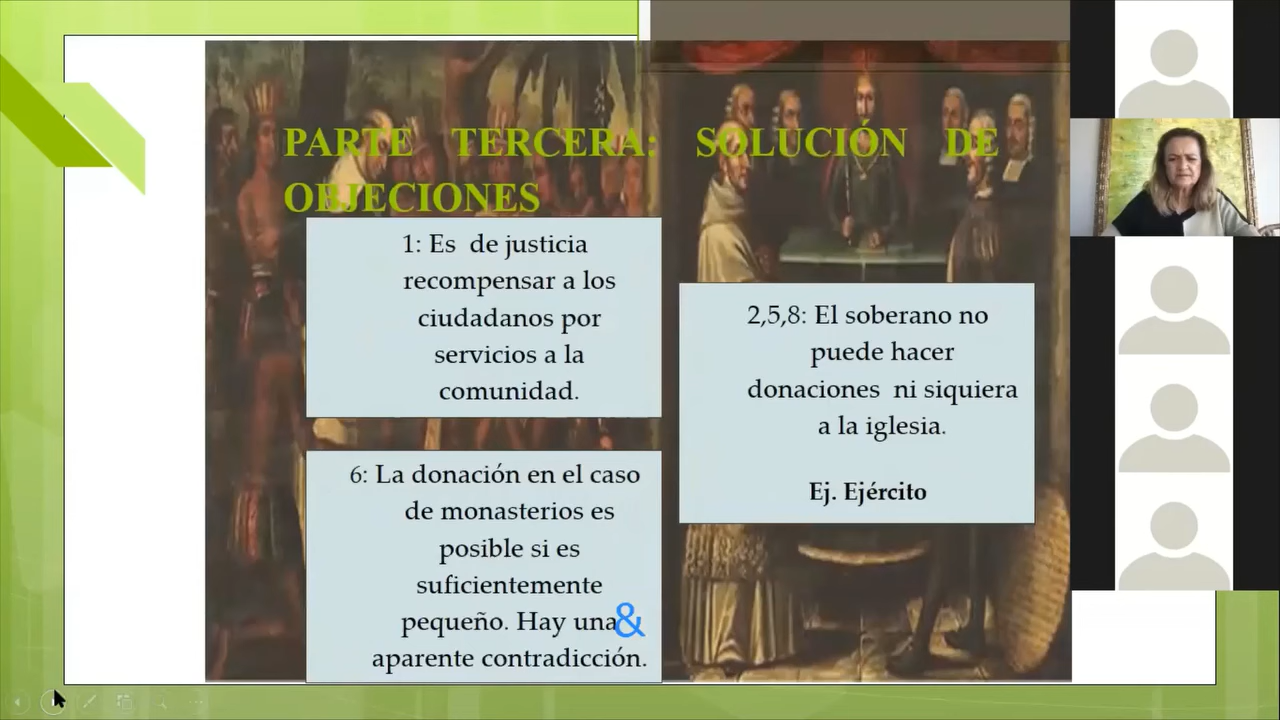 PARTE TERCERA: SOLUCIÓN DE
OBJECIONES
1: Es de justicia
recompensar a los
ciudadanos por
servicios a la
comunidad.
6: La donación en el caso
de monasterios es
posible si es
suficientemente
pequeño. Hay una
&
aparente contradicción.
2,5,8: El soberano no
puede hacer
donaciones ni siquiera
a la iglesia.
Ej. Ejército